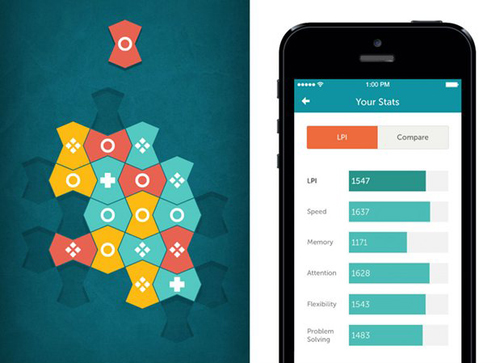 1:00 PM
Your Stats
LPI
Compare
LPI
1547
Speed
1637
Memory
1171
Attention
1628
Flexibility
1543
Problem
Solving
1483